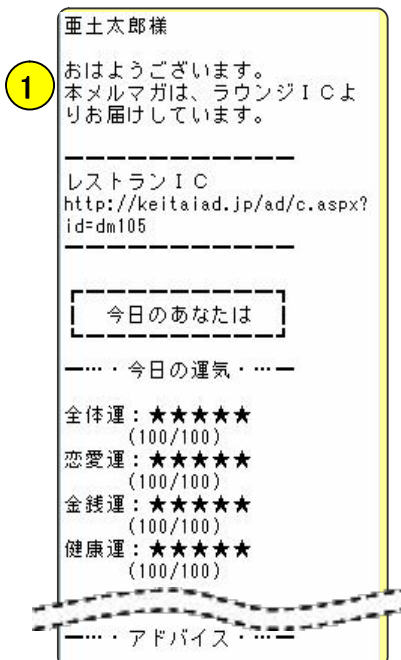 亜土太郎様
おはようございます。
1
本メルマガは、ラウンジＩＣよ
りお届けしています。
ーーーーーーーーーーーー
レストランＩＣ
http://keitaiad.jp/ad/c.aspx?
id=dm105
ーーーーーーーーーーーー
今日のあなたは
━…・今日の運気・…━
全体運：★★★★★
(100/100)
恋愛運：★★★★★
(100/100)
金銭運：★★★★★
(100/100)
健康運：★★★★★
(100/100)
━…・アドバイス・…━